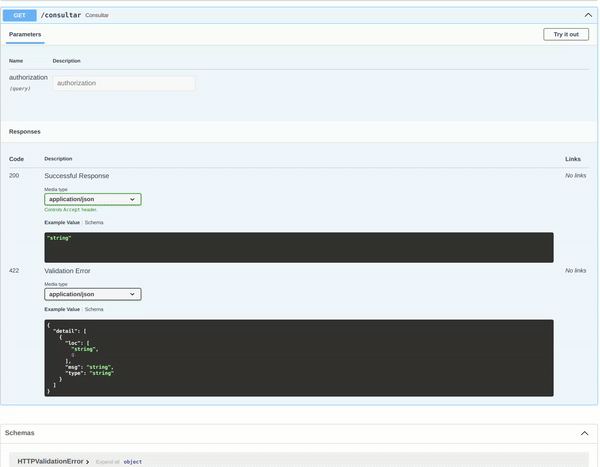 GET /consultar Consultar
Parameters
Try it out
Name Description
authorization
(query)
authorization
Responses
Code Description Links
200 Successful Response No links
Media type
application/json
Controls Accept header.
Example Value Schema
"string"
422 Validation Error No links
Media type
application/json
Example Value Schema
{
"detail": [
{
"loc": [
"string",
0
],
"msg": "string",
"type": "string"
}
]
}
Schemas
HTTPValidationError Expand all object